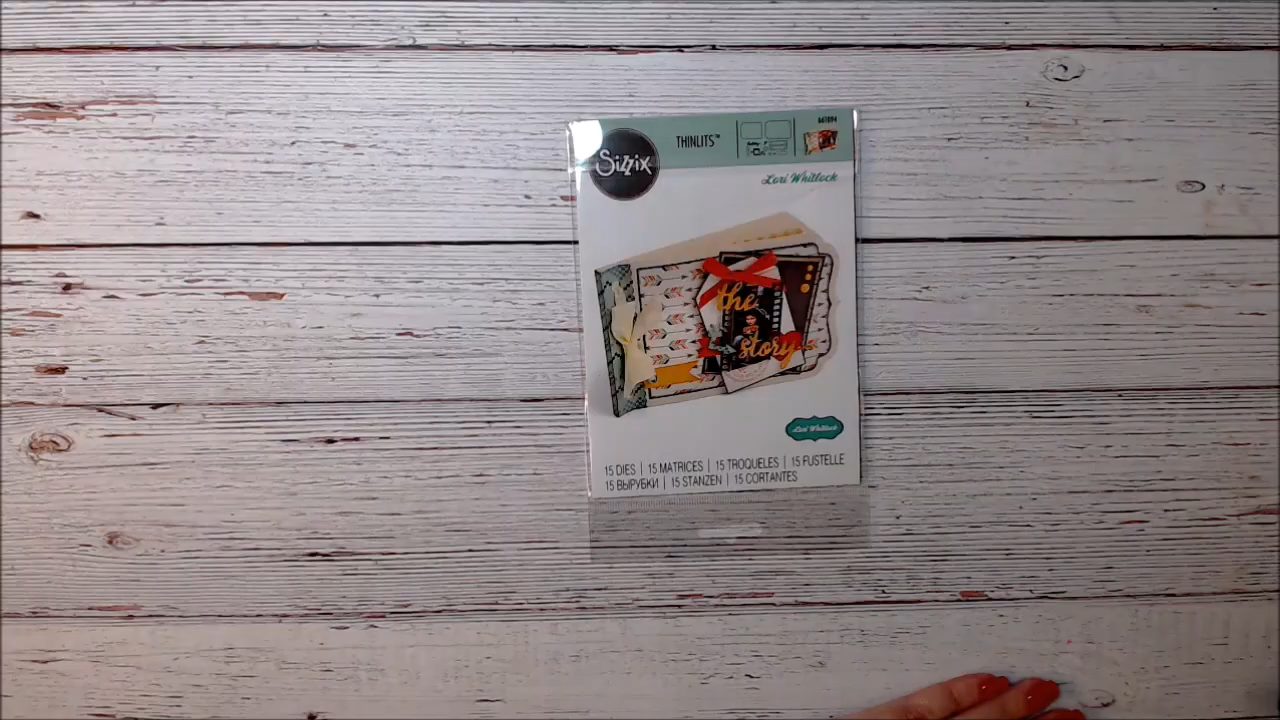 Sizzix
THINLITS™
661094
Lori Whitlock
the
story
Lori Whitlock
15 DIES | 15 MATRICES | 15 TROQUELES | 15 FUSTELLE
15 ВЫРУБКИ | 15 STANZEN | 15 CORTANTES